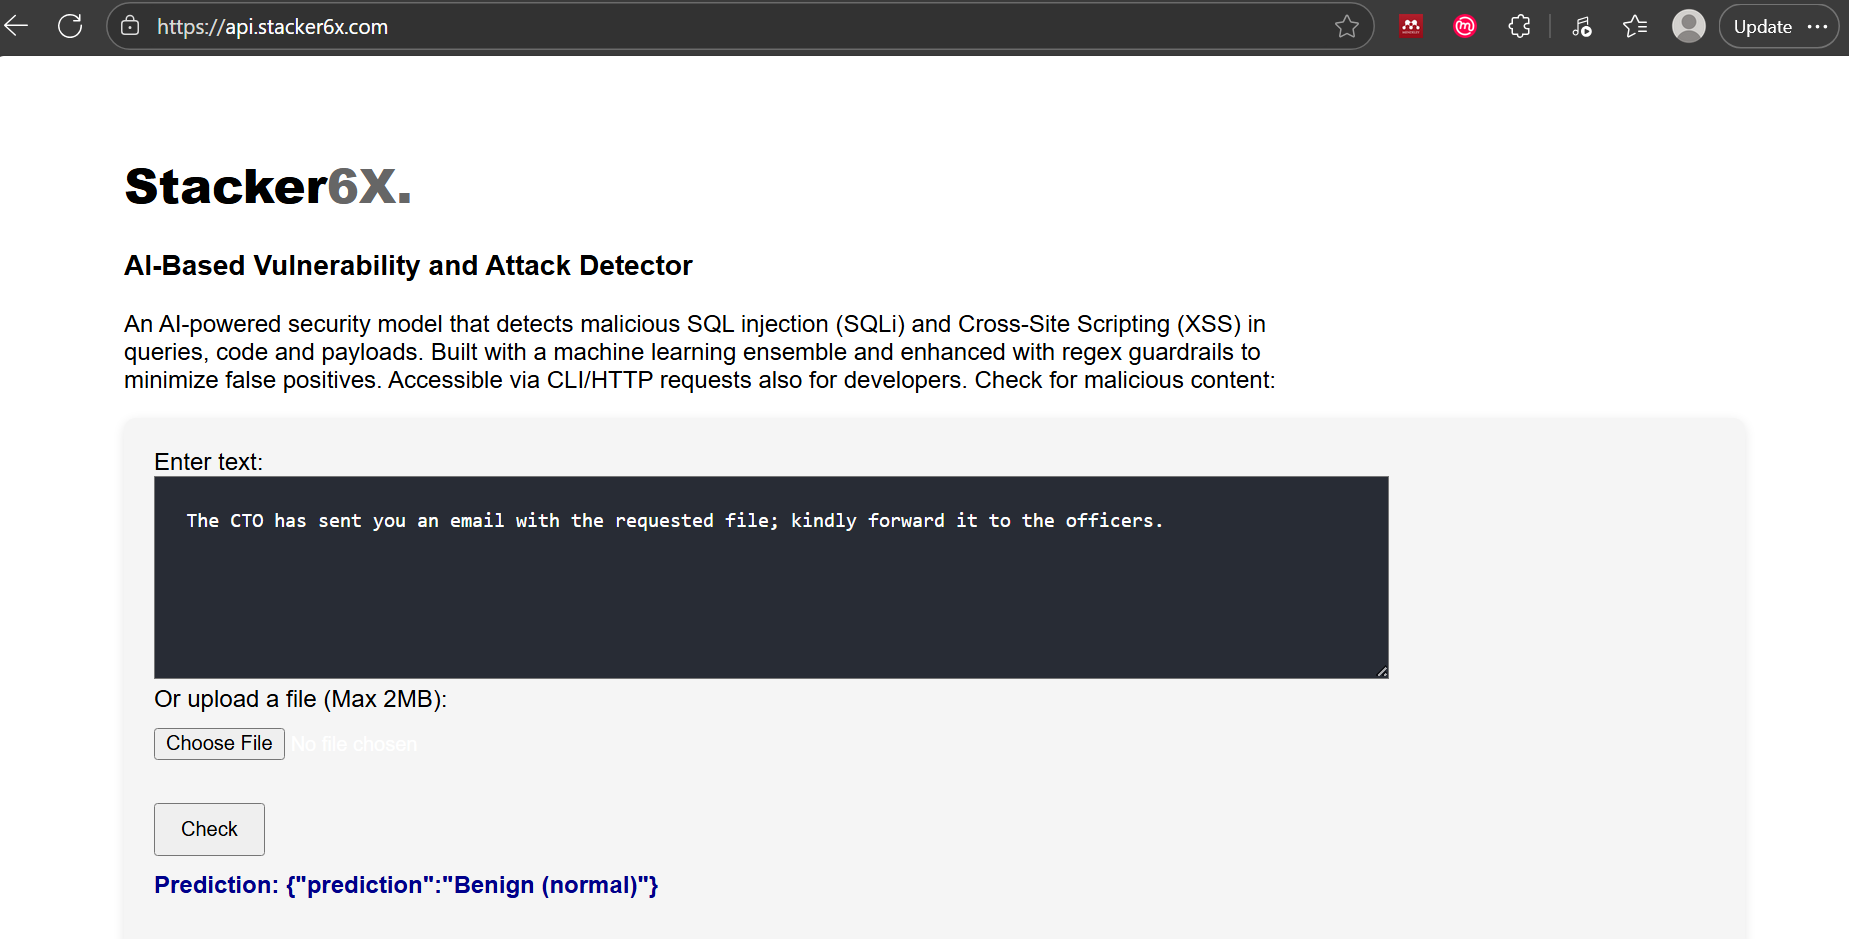 https://api.stacker6x.com
Update
Stacker6X.
AI-Based Vulnerability and Attack Detector
An AI-powered security model that detects malicious SQL injection (SQLi) and Cross-Site Scripting (XSS) in
queries, code and payloads. Built with a machine learning ensemble and enhanced with regex guardrails to
minimize false positives. Accessible via CLI/HTTP requests also for developers. Check for malicious content:
Enter text:
The CTO has sent you an email with the requested file; kindly forward it to the officers.
Or upload a file (Max 2MB):
Choose File No file chosen
Check
Prediction: {"prediction":"Benign (normal)"}